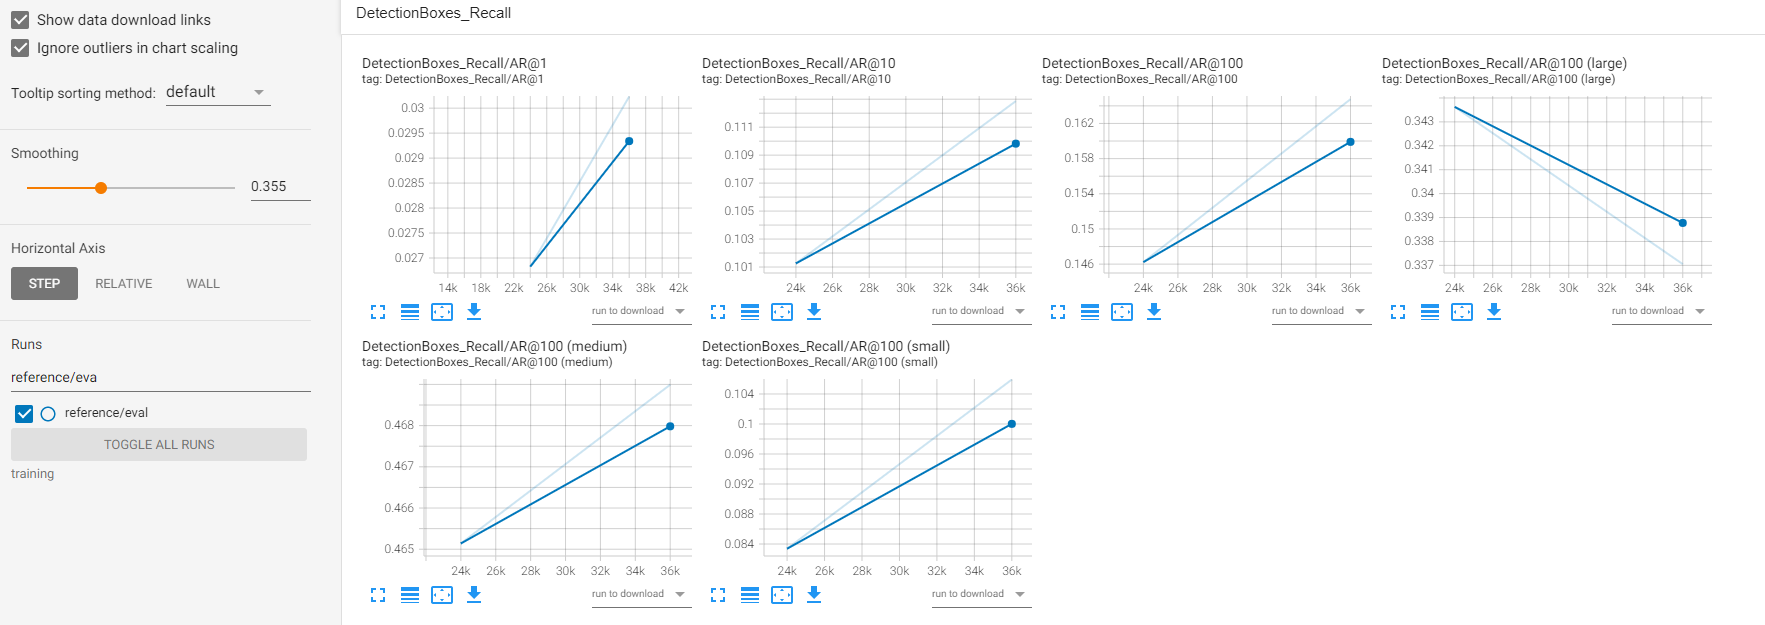 Show data download links
Ignore outliers in chart scaling
Tooltip sorting method: default
Smoothing
0.355
Horizontal Axis
STEP RELATIVE WALL
Runs
reference/eva
reference/eval
TOGGLE ALL RUNS
training
DetectionBoxes_Recall
DetectionBoxes_Recall/AR@1
tag: DetectionBoxes_Recall/AR@1
0.03
0.0295
0.029
0.0285
0.028
0.0275
0.027
14k 18k 22k 26k 30k 34k 38k 42k
run to download
DetectionBoxes_Recall/AR@10
tag: DetectionBoxes_Recall/AR@10
0.111
0.109
0.107
0.105
0.103
0.101
24k 26k 28k 30k 32k 34k 36k
run to download
DetectionBoxes_Recall/AR@100
tag: DetectionBoxes_Recall/AR@100
0.162
0.158
0.154
0.15
0.146
24k 26k 28k 30k 32k 34k 36k
run to download
DetectionBoxes_Recall/AR@100 (large)
tag: DetectionBoxes_Recall/AR@100 (large)
0.343
0.342
0.341
0.34
0.339
0.338
0.337
24k 26k 28k 30k 32k 34k 36k
run to download
DetectionBoxes_Recall/AR@100 (medium)
tag: DetectionBoxes_Recall/AR@100 (medium)
0.468
0.467
0.466
0.465
24k 26k 28k 30k 32k 34k 36k
run to download
DetectionBoxes_Recall/AR@100 (small)
tag: DetectionBoxes_Recall/AR@100 (small)
0.104
0.1
0.096
0.092
0.088
0.084
24k 26k 28k 30k 32k 34k 36k
run to download